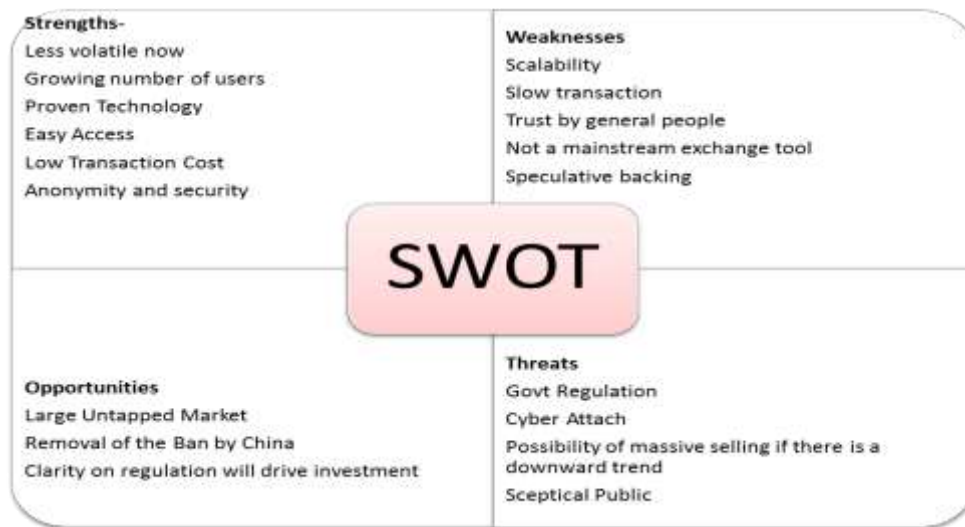 Strengths-
Less volatile now
Growing number of users
Proven Technology
Easy Access
Low Transaction Cost
Anonymity and security
Weaknesses
Scalability
Slow transaction
Trust by general people
Not a mainstream exchange tool
Speculative backing
SWOT
Opportunities
Large Untapped Market
Removal of the Ban by China
Clarity on regulation will drive investment
Threats
Govt Regulation
Cyber Attach
Possibility of massive selling if there is a
downward trend
Sceptical Public